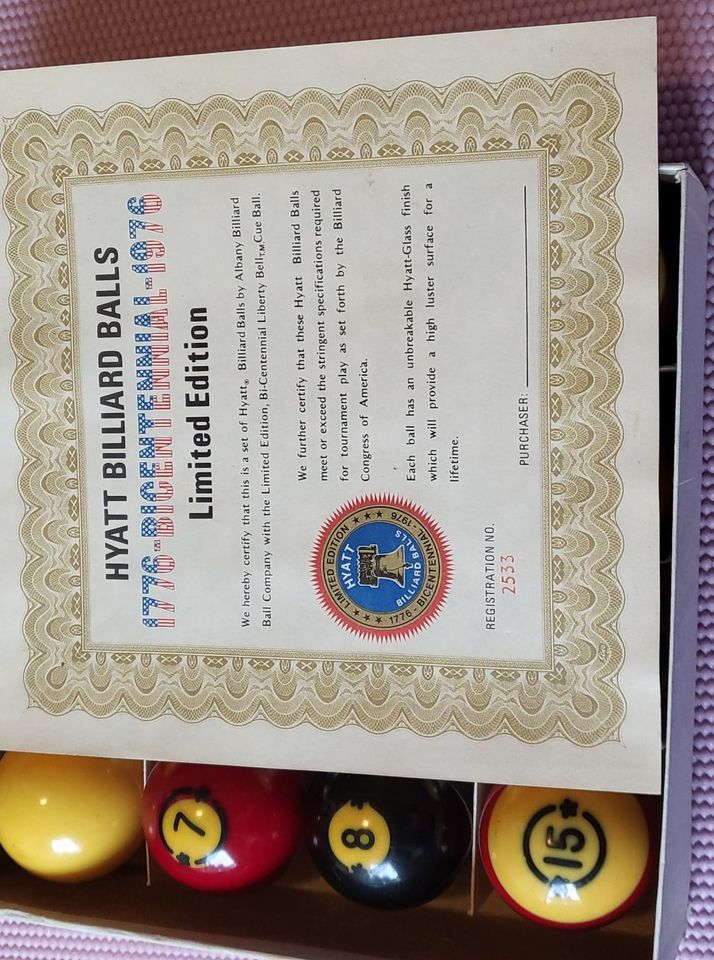 HYATT BILLIARD BALLS
1776-BICENTENNIAL-1976
Limited Edition
We hereby certify that this is a set of Hyatt® Billiard Balls by Albany Billiard
Ball Company with the Limited Edition, Bi-Centennial Liberty Bell™ Cue Ball.
We further certify that these Hyatt Billiard Balls
meet or exceed the stringent specifications required
for tournament play as set forth by the Billiard
Congress of America.
Each ball has an unbreakable Hyatt-Glass finish
which will provide a high luster surface for a
lifetime.
LIMITED EDITION
HYATT
BILLIARD BALLS
1776 - BICENTENNIAL - 1976
REGISTRATION NO.
2533
PURCHASER:
7
8
15